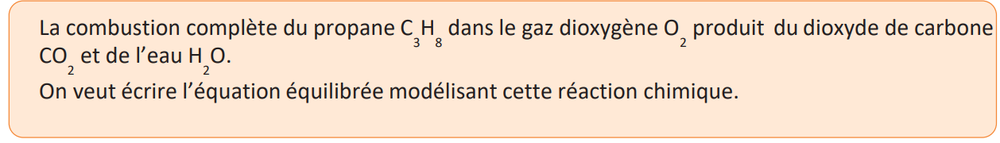 La combustion complète du propane C₃H₈ dans le gaz dioxygène O₂ produit du dioxyde de carbone
CO₂ et de l’eau H₂O.
On veut écrire l’équation équilibrée modélisant cette réaction chimique.